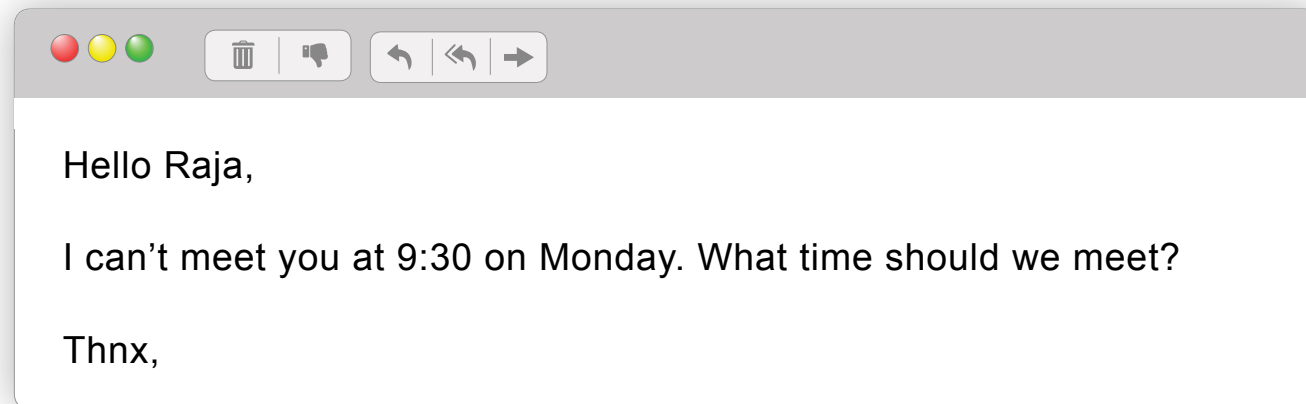 Hello Raja,
I can’t meet you at 9:30 on Monday. What time should we meet?
Thnx,